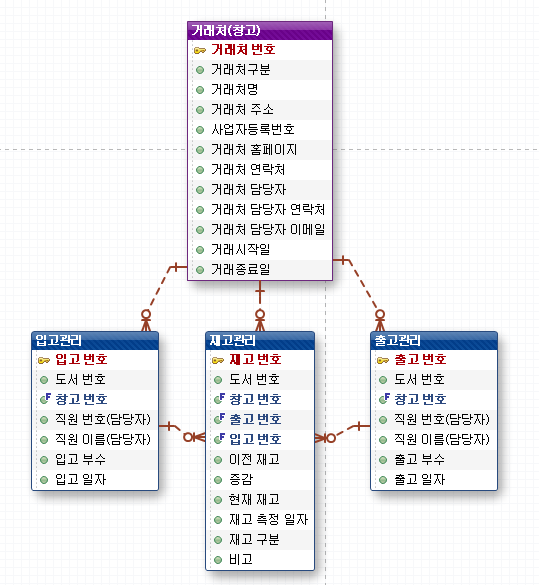 거래처(창고)
거래처 번호
거래처구분
거래처명
거래처 주소
사업자등록번호
거래처 홈페이지
거래처 연락처
거래처 담당자
거래처 담당자 연락처
거래처 담당자 이메일
거래시작일
거래종료일
입고관리
입고 번호
도서 번호
창고 번호
직원 번호(담당자)
직원 이름(담당자)
입고 부수
입고 일자
재고관리
재고 번호
도서 번호
창고 번호
출고 번호
입고 번호
이전 재고
증감
현재 재고
재고 측정 일자
재고 구분
비고
출고관리
출고 번호
도서 번호
창고 번호
직원 번호(담당자)
직원 이름(담당자)
출고 부수
출고 일자